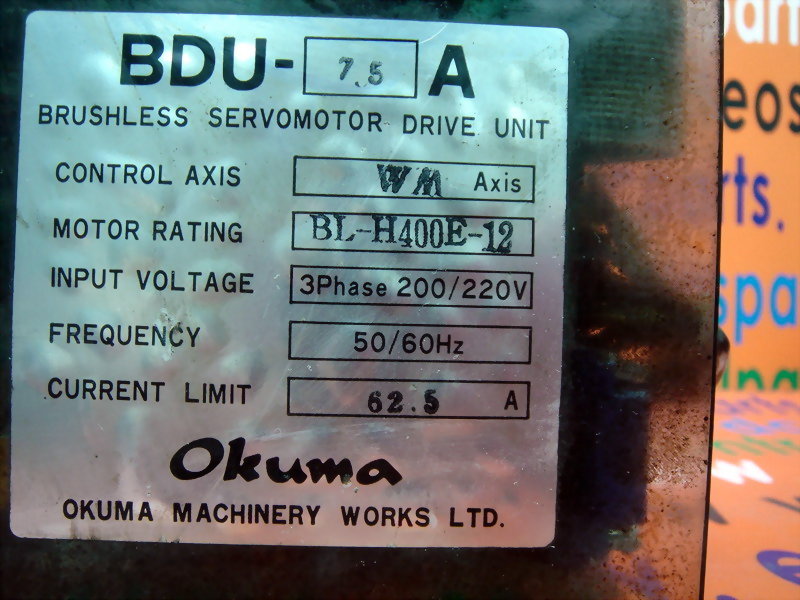 BDU- 7.5 A
BRUSHLESS SERVOMOTOR DRIVE UNIT
CONTROL AXIS WM Axis
MOTOR RATING BL-H400E-12
INPUT VOLTAGE 3Phase 200/220V
FREQUENCY 50/60Hz
CURRENT LIMIT 62.5 A
Okuma
OKUMA MACHINERY WORKS LTD.